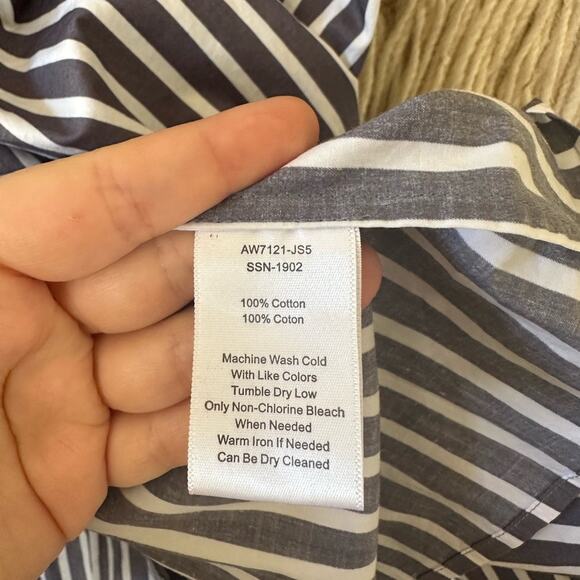 AW7121-JS5
SSN-1902
100% Cotton
100% Coton
Machine Wash Cold
With Like Colors
Tumble Dry Low
Only Non-Chlorine Bleach
When Needed
Warm Iron If Needed
Can Be Dry Cleaned